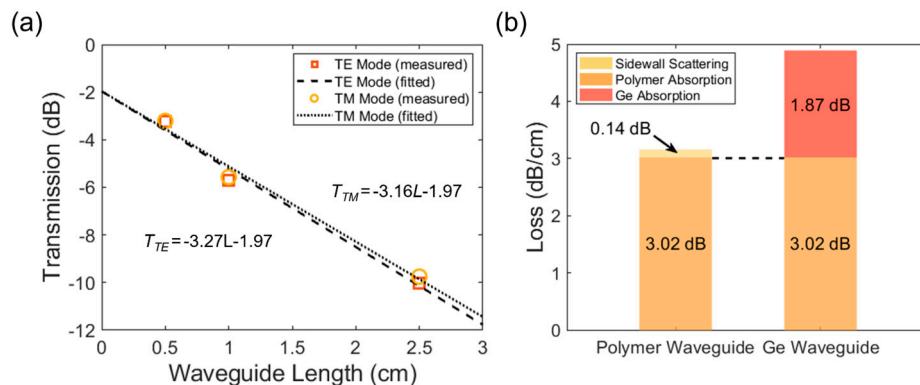 (a)
0
-2
-4
-6
-8
-10
-12
Transmission (dB)
TE Mode (measured)
TE Mode (fitted)
TM Mode (measured)
TM Mode (fitted)
T_TM=-3.16L-1.97
T_TE=-3.27L-1.97
0 0.5 1 1.5 2 2.5 3
Waveguide Length (cm)
(b)
5
4
3
2
1
0
Loss (dB/cm)
Sidewall Scattering
Polymer Absorption
Ge Absorption
1.87 dB
0.14 dB
3.02 dB 3.02 dB
Polymer Waveguide Ge Waveguide